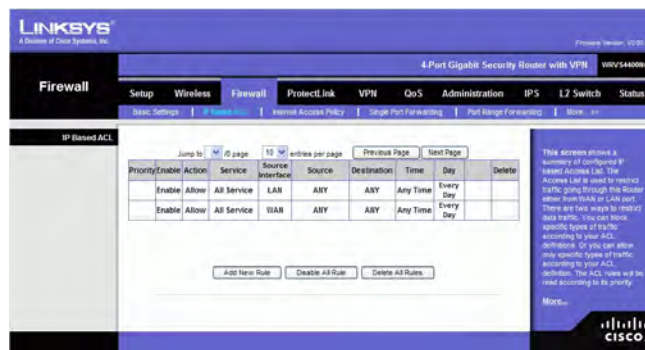 LINKSYS®
A Division of Cisco Systems, Inc.
Firmware Version: V2.00
4-Port Gigabit Security Router with VPN
WRVS4400N
Firewall
Setup Wireless Firewall ProtectLink VPN QoS Administration IPS L2 Switch Status
Basic Settings | IP Based ACL | Internet Access Policy | Single Port Forwarding | Port Range Forwarding | More... >>
IP Based ACL
Jump to /0 page 10 entries per page Previous Page Next Page
Priority Enable Action Service Source Interface Source Destination Time Day Delete
Enable Allow All Service LAN ANY ANY Any Time Every Day
Enable Allow All Service WAN ANY ANY Any Time Every Day
Add New Rule Disable All Rule Delete All Rules
This screen shows a
summary of configured IP
based Access List. The
Access List is used to restrict
traffic going through this Router
either from WAN or LAN port.
There are two ways to restrict
data traffic. You can block
specific types of traffic
according to your ACL
definitions. Or you can allow
only specific types of traffic
according to your ACL
definition. The ACL rules will be
read according to its priority.
More...
CISCO